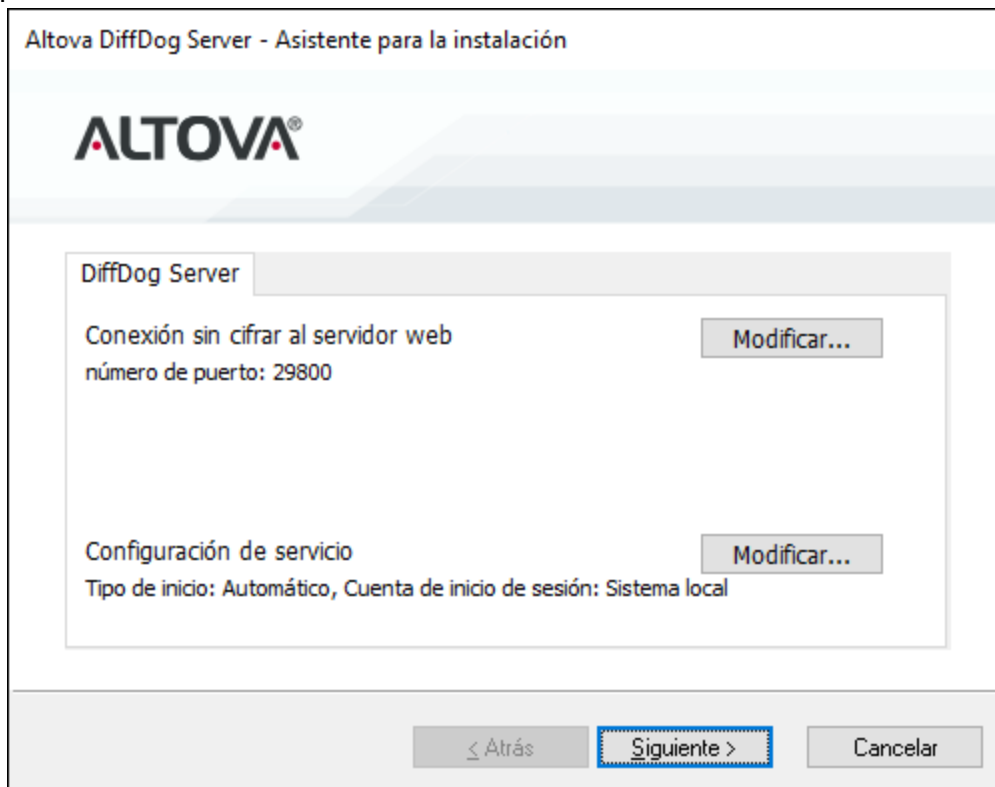 Altova DiffDog Server - Asistente para la instalación
ALTOVA®
DiffDog Server
Conexión sin cifrar al servidor web
Modificar...
número de puerto: 29800
Configuración de servicio
Modificar...
Tipo de inicio: Automático, Cuenta de inicio de sesión: Sistema local
< Atrás
Siguiente >
Cancelar